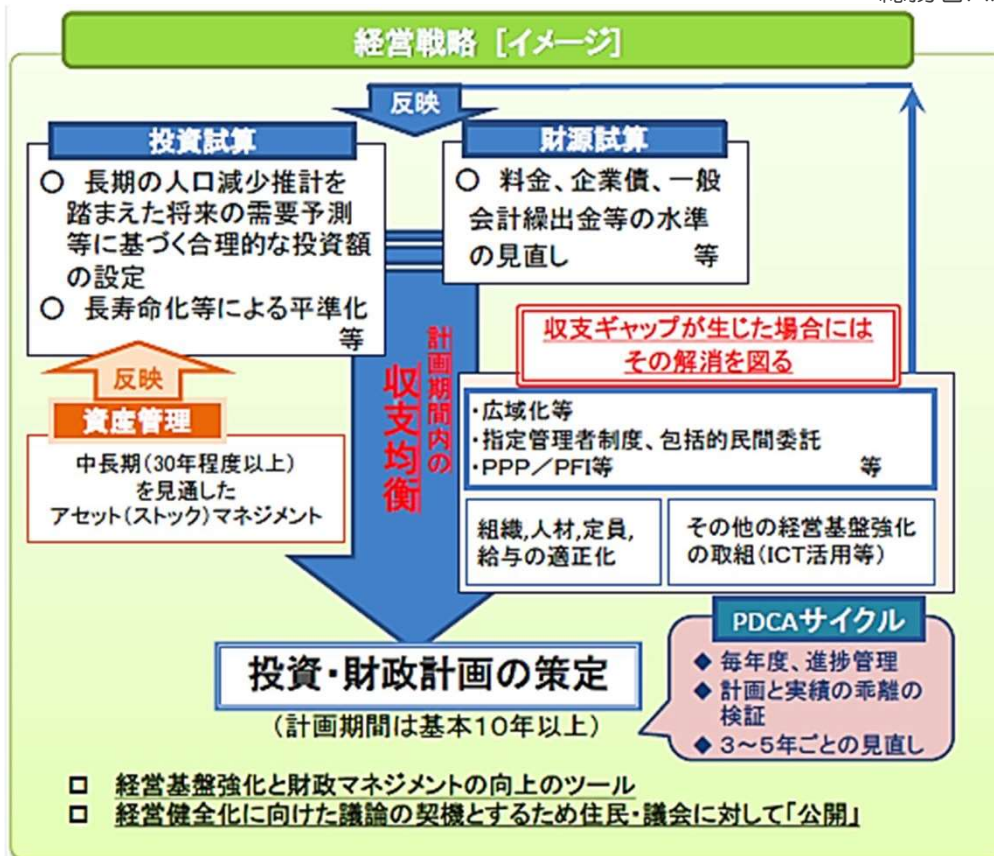 経営戦略 [イメージ]
反映
投資試算
○ 長期の人口減少推計を
踏まえた将来の需要予測
等に基づく合理的な投資額
の設定
○ 長寿命化等による平準化
等
財源試算
○ 料金、企業債、一般
会計繰出金等の水準
の見直し 等
反映
資産管理
中長期(30年程度以上)
を見通した
アセット(ストック)マネジメント
計画期間内の
収支均衡
収支ギャップが生じた場合には
その解消を図る
・広域化等
・指定管理者制度、包括的民間委託
・PPP/PFI等 等
組織,人材,定員,
給与の適正化
その他の経営基盤強化
の取組(ICT活用等)
投資・財政計画の策定
(計画期間は基本10年以上)
PDCAサイクル
◆ 毎年度、進捗管理
◆ 計画と実績の乖離の
検証
◆ 3~5年ごとの見直し
□ 経営基盤強化と財政マネジメントの向上のツール
□ 経営健全化に向けた議論の契機とするため住民・議会に対して「公開」